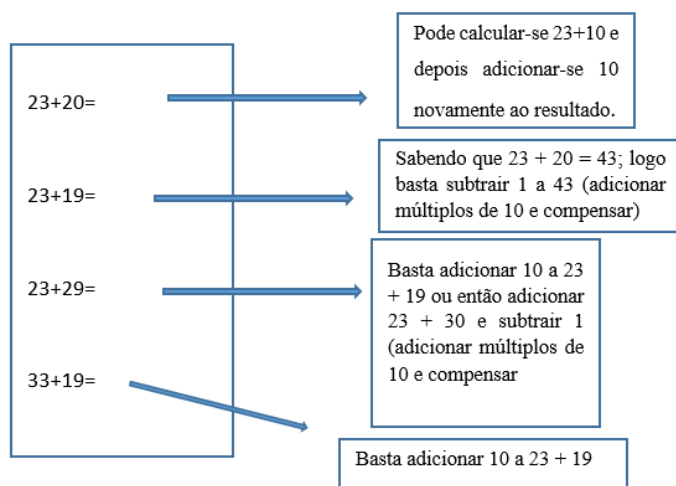 23+20=
Pode calcular-se 23+10 e
depois adicionar-se 10
novamente ao resultado.
23+19=
Sabendo que 23 + 20 = 43; logo
basta subtrair 1 a 43 (adicionar
múltiplos de 10 e compensar)
23+29=
Basta adicionar 10 a 23
+ 19 ou então adicionar
23 + 30 e subtrair 1
(adicionar múltiplos de
10 e compensar
33+19=
Basta adicionar 10 a 23 + 19